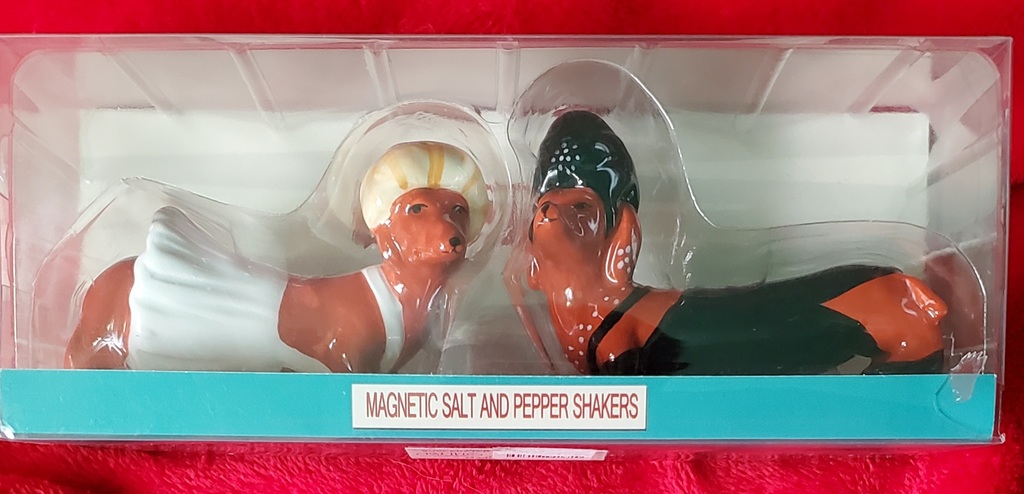 MAGNETIC SALT AND PEPPER SHAKERS